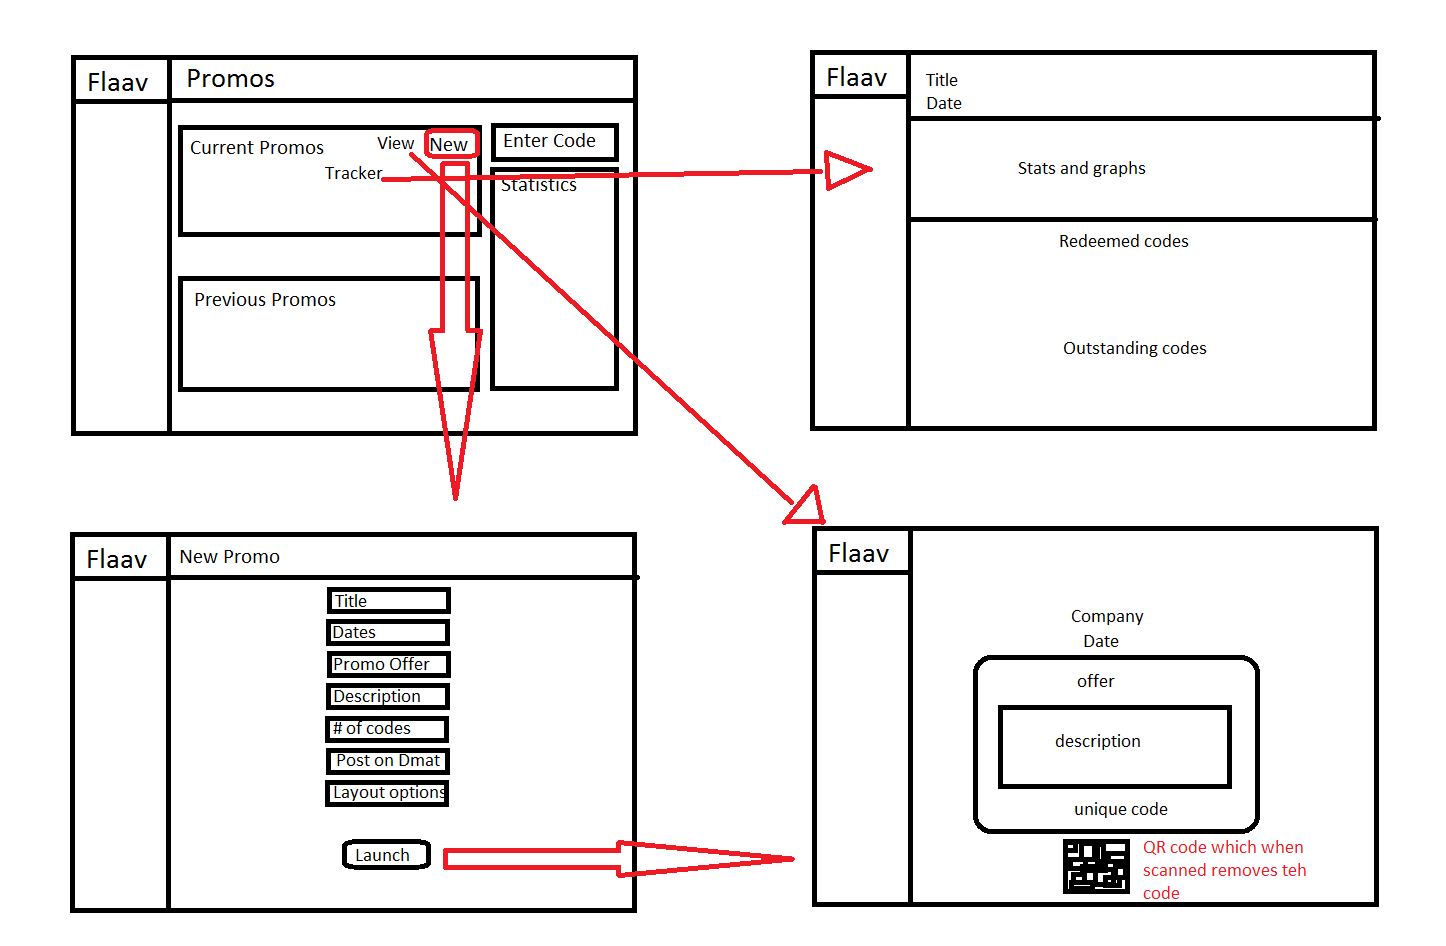 Flaav
Promos
Current Promos
View
New
Tracker
Enter Code
Statistics
Previous Promos
Flaav
Title
Date
Stats and graphs
Redeemed codes
Outstanding codes
Flaav
New Promo
Title
Dates
Promo Offer
Description
# of codes
Post on Dmat
Layout options
Launch
Flaav
Company
Date
offer
description
unique code
QR code which when
scanned removes teh
code